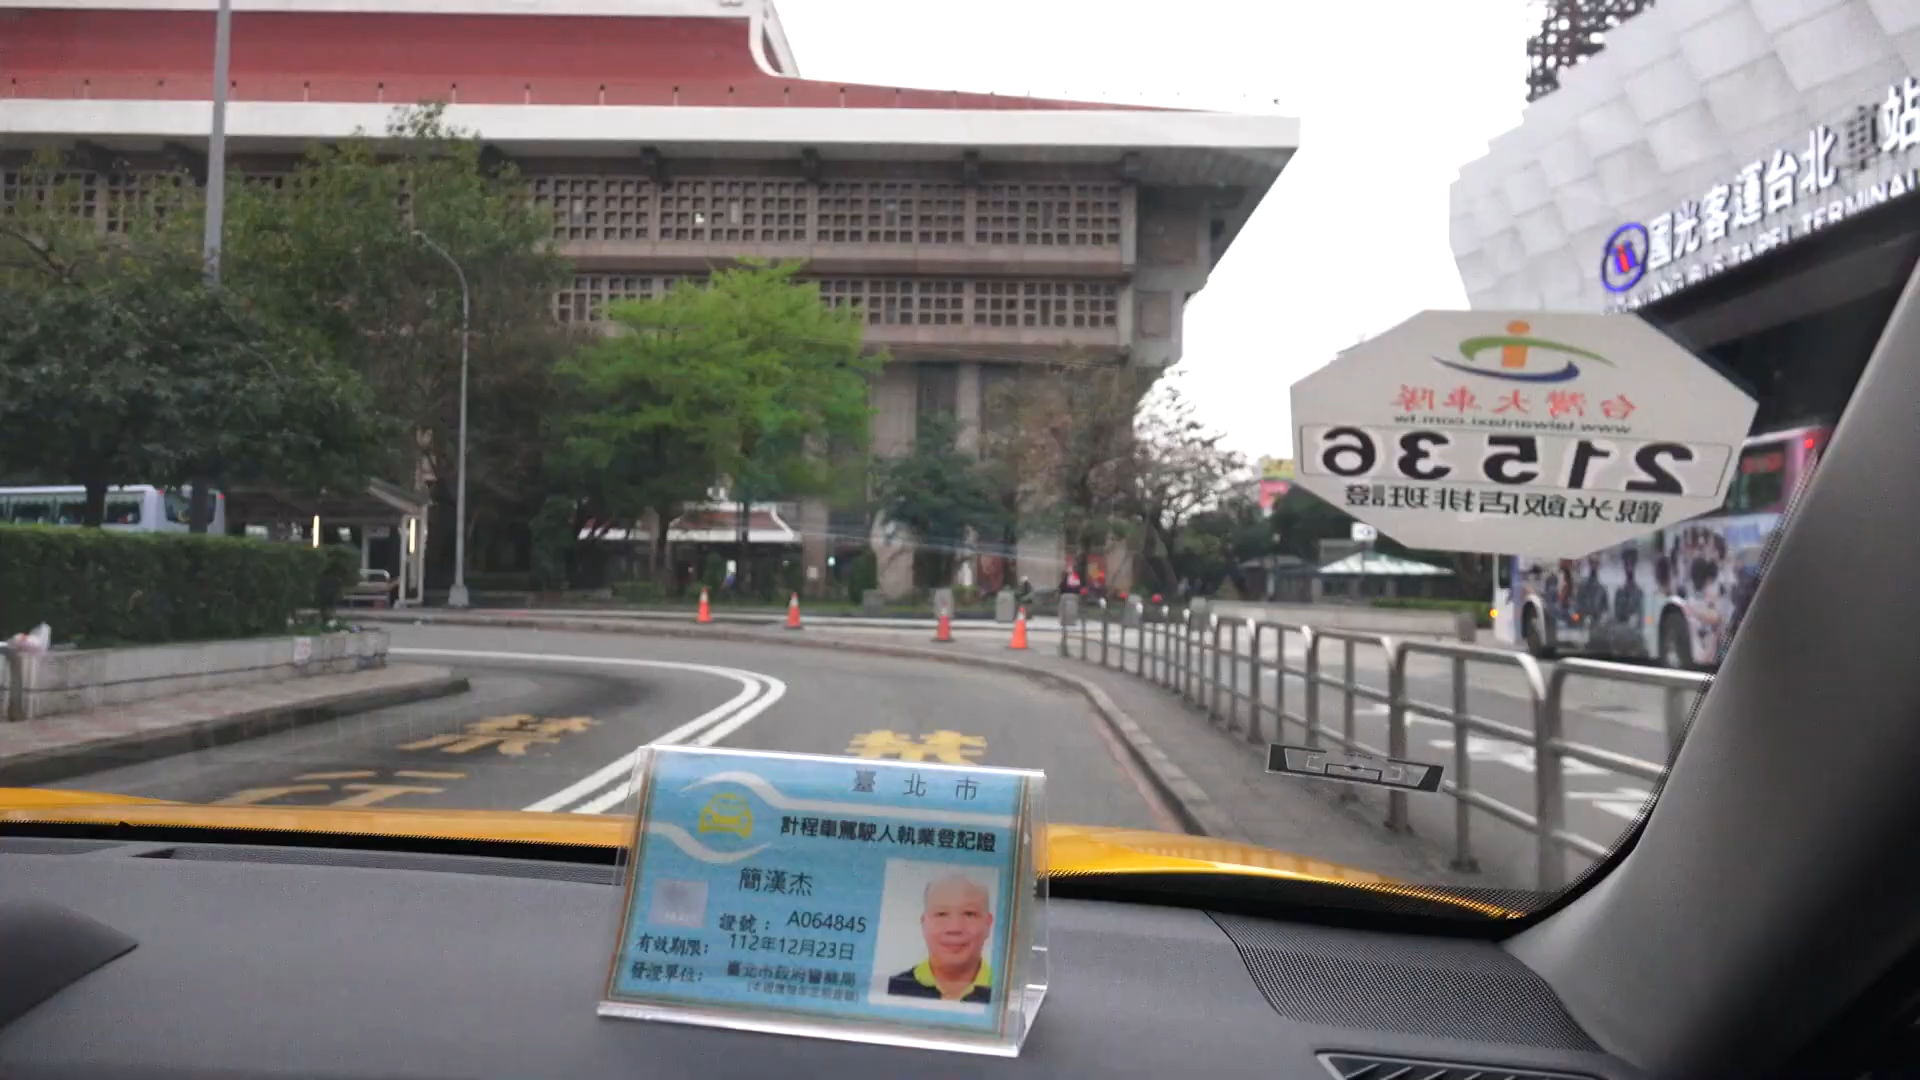 國光客運台北車站
TAIPEI TERMINAL
台灣大車隊
www.taiwantaxi.com.tw
21536
觀光飯店排班證
禁
臺北市
計程車駕駛人執業登記證
簡漢杰
證號：A064845
有效期限：112年12月23日
發證單位：臺北市政府警察局